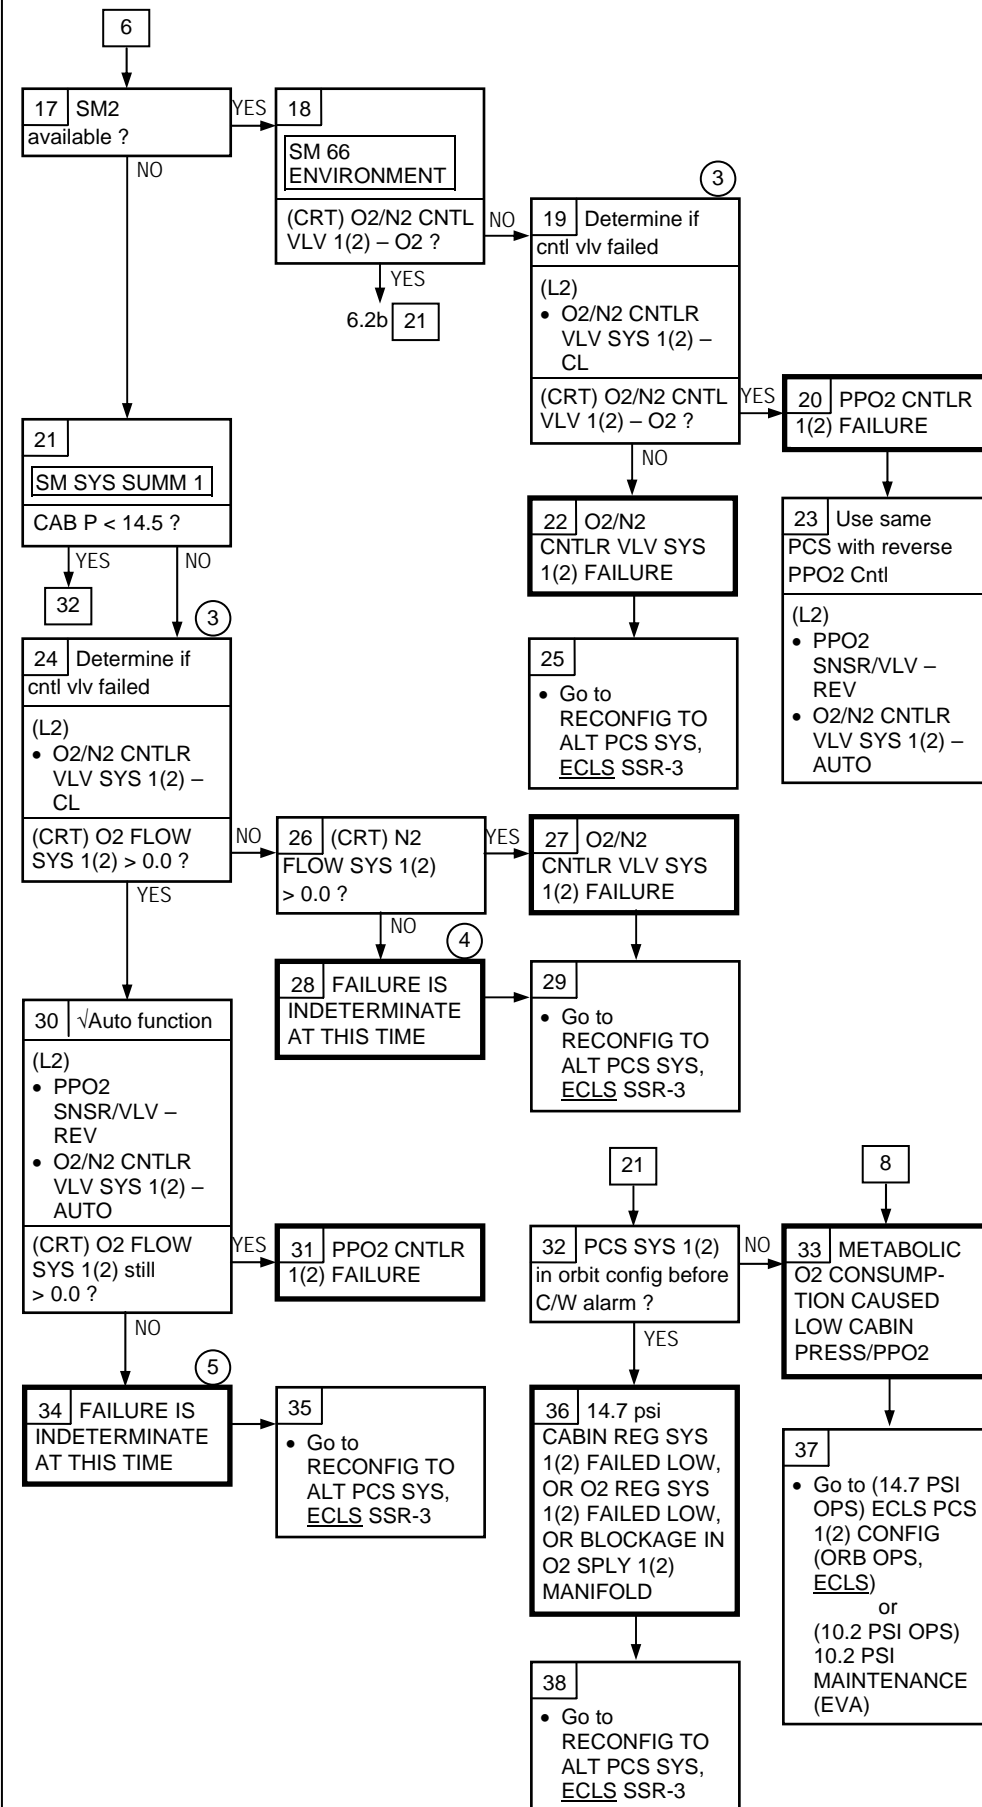 6
17 SM2
available ?
YES
NO
18
SM 66
ENVIRONMENT
(CRT) O2/N2 CNTL
VLV 1(2) – O2 ?
NO
YES
6.2b 21
3
19 Determine if
cntl vlv failed
(L2)
• O2/N2 CNTLR
VLV SYS 1(2) –
CL
(CRT) O2/N2 CNTL
VLV 1(2) – O2 ?
YES
NO
20 PPO2 CNTLR
1(2) FAILURE
21
SM SYS SUMM 1
CAB P < 14.5 ?
YES
NO
32
22 O2/N2
CNTLR VLV SYS
1(2) FAILURE
23 Use same
PCS with reverse
PPO2 Cntl
(L2)
• PPO2
SNSR/VLV –
REV
• O2/N2 CNTLR
VLV SYS 1(2) –
AUTO
3
24 Determine if
cntl vlv failed
(L2)
• O2/N2 CNTLR
VLV SYS 1(2) –
CL
(CRT) O2 FLOW
SYS 1(2) > 0.0 ?
NO
YES
25
• Go to
RECONFIG TO
ALT PCS SYS,
ECLS SSR-3
26 (CRT) N2
FLOW SYS 1(2)
> 0.0 ?
YES
NO
27 O2/N2
CNTLR VLV SYS
1(2) FAILURE
4
28 FAILURE IS
INDETERMINATE
AT THIS TIME
29
• Go to
RECONFIG TO
ALT PCS SYS,
ECLS SSR-3
30 √Auto function
(L2)
• PPO2
SNSR/VLV –
REV
• O2/N2 CNTLR
VLV SYS 1(2) –
AUTO
(CRT) O2 FLOW
SYS 1(2) still
> 0.0 ?
YES
NO
31 PPO2 CNTLR
1(2) FAILURE
21
32 PCS SYS 1(2)
in orbit config before
C/W alarm ?
NO
YES
8
33 METABOLIC
O2 CONSUMP-
TION CAUSED
LOW CABIN
PRESS/PPO2
5
34 FAILURE IS
INDETERMINATE
AT THIS TIME
35
• Go to
RECONFIG TO
ALT PCS SYS,
ECLS SSR-3
36 14.7 psi
CABIN REG SYS
1(2) FAILED LOW,
OR O2 REG SYS
1(2) FAILED LOW,
OR BLOCKAGE IN
O2 SPLY 1(2)
MANIFOLD
37
• Go to (14.7 PSI
OPS) ECLS PCS
1(2) CONFIG
(ORB OPS,
ECLS)
or
(10.2 PSI OPS)
10.2 PSI
MAINTENANCE
(EVA)
38
• Go to
RECONFIG TO
ALT PCS SYS,
ECLS SSR-3